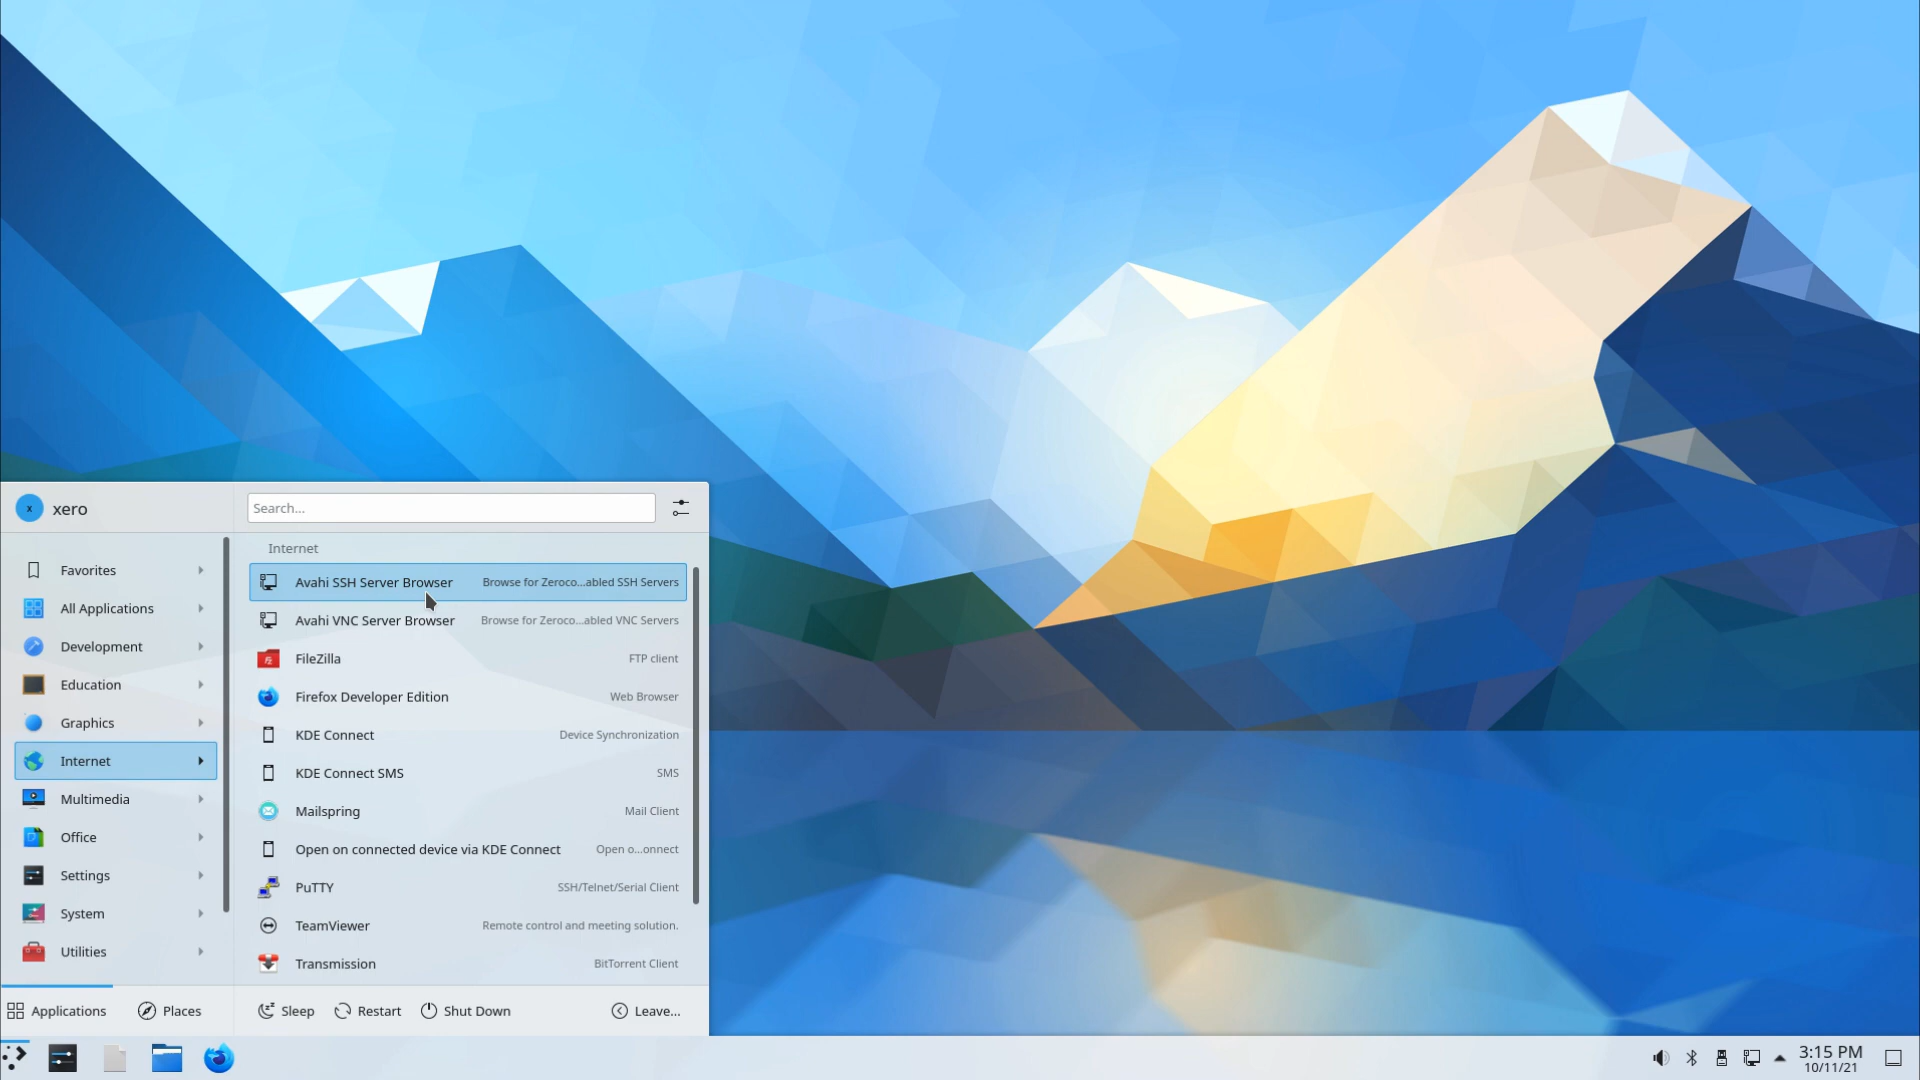 x xero
Search...
Favorites
All Applications
Development
Education
Graphics
Internet
Multimedia
Office
Settings
System
Utilities
Internet
Avahi SSH Server Browser Browse for Zeroco...abled SSH Servers
Avahi VNC Server Browser Browse for Zeroco...abled VNC Servers
FileZilla FTP client
Firefox Developer Edition Web Browser
KDE Connect Device Synchronization
KDE Connect SMS SMS
Mailspring Mail Client
Open on connected device via KDE Connect Open o...onnect
PuTTY SSH/Telnet/Serial Client
TeamViewer Remote control and meeting solution.
Transmission BitTorrent Client
Applications Places Sleep Restart Shut Down Leave...
3:15 PM
10/11/21